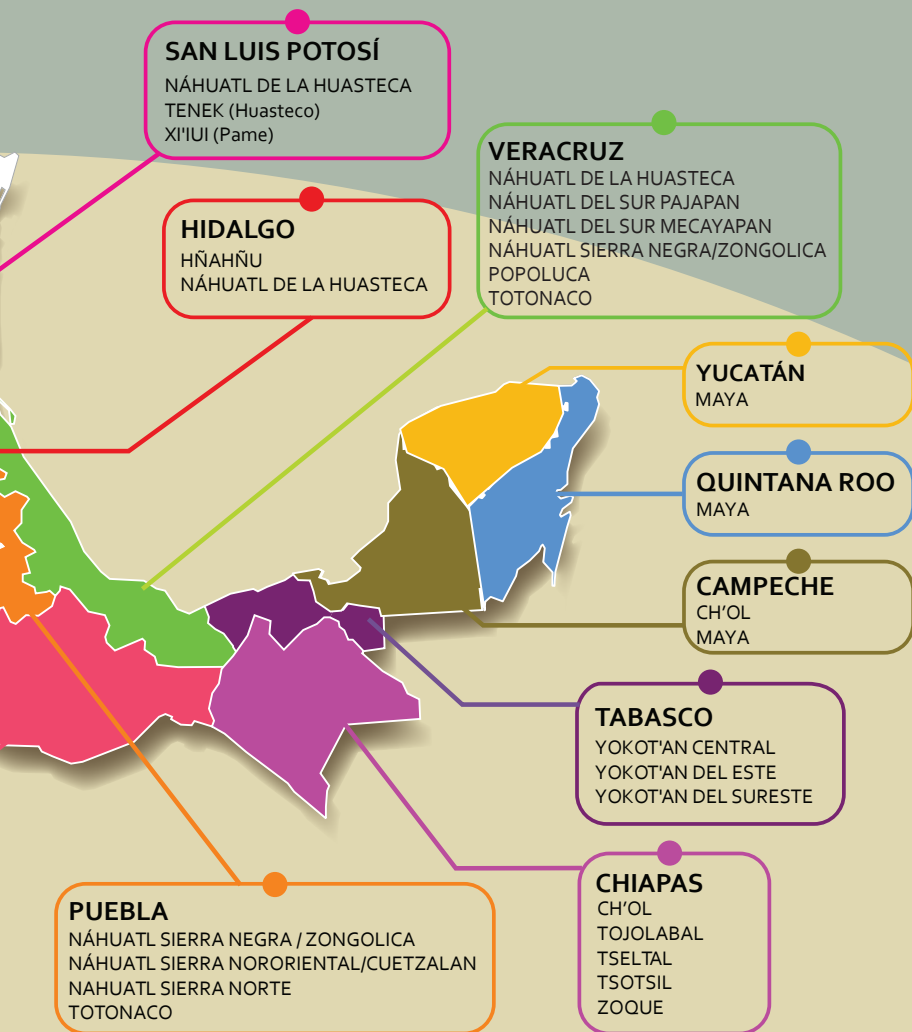 SAN LUIS POTOSÍ
NÁHUATL DE LA HUASTECA
TENEK (Huasteco)
XI'IUI (Pame)
HIDALGO
HÑAHÑU
NÁHUATL DE LA HUASTECA
VERACRUZ
NÁHUATL DE LA HUASTECA
NÁHUATL DEL SUR PAJAPAN
NÁHUATL DEL SUR MECAYAPAN
NÁHUATL SIERRA NEGRA/ZONGOLICA
POPOLUCA
TOTONACO
YUCATÁN
MAYA
QUINTANA ROO
MAYA
CAMPECHE
CH’OL
MAYA
TABASCO
YOKOT'AN CENTRAL
YOKOT'AN DEL ESTE
YOKOT'AN DEL SURESTE
CHIAPAS
CH’OL
TOJOLABAL
TSELTAL
TSOTSIL
ZOQUE
PUEBLA
NÁHUATL SIERRA NEGRA / ZONGOLICA
NÁHUATL SIERRA NORORIENTAL/CUETZALAN
NAHUATL SIERRA NORTE
TOTONACO